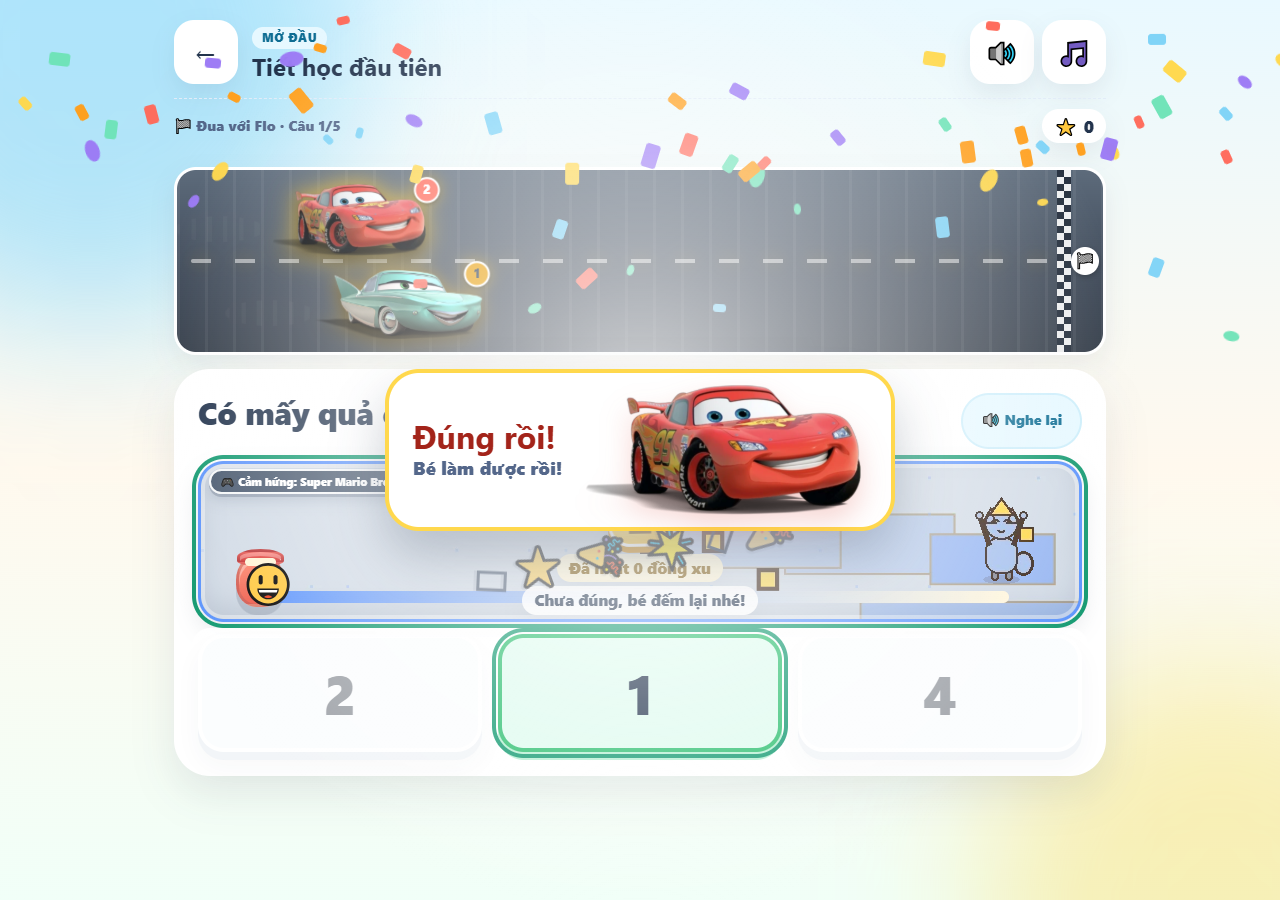 MỞ ĐẦU
← Tiết học đầu tiên
Đua với Flo · Câu 1/5
0
2
1
Có mấy quả
Nghe lại
Đúng rồi!
Bé làm được rồi!
Cảm hứng: Super Mario
Đã nhặt 0 đồng xu
Chưa đúng, bé đếm lại nhé!
2
1
4